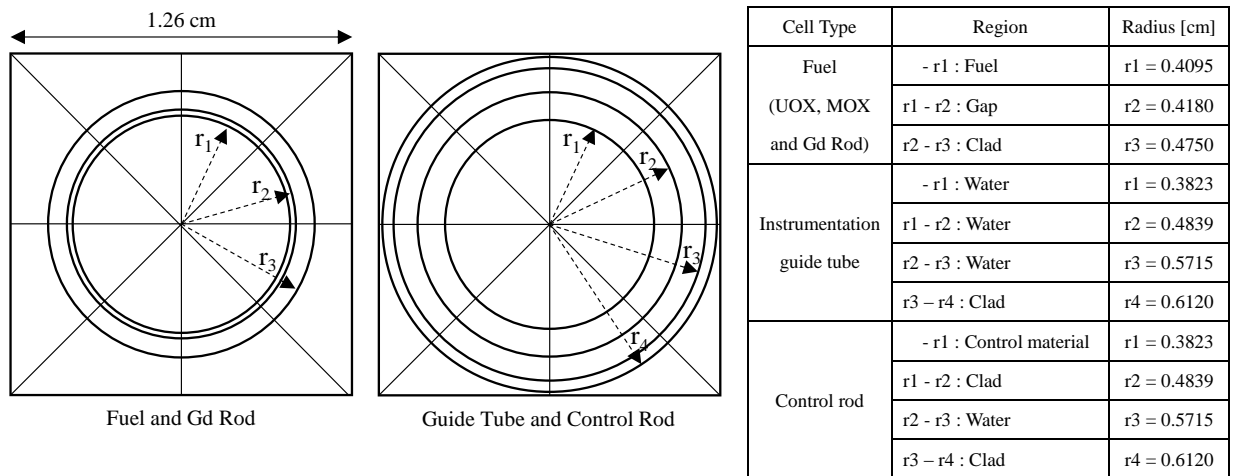 1.26 cm
r1
r2
r3
Fuel and Gd Rod
r1
r2
r3
r4
Guide Tube and Control Rod
Cell Type Region Radius [cm]
Fuel
(UOX, MOX
and Gd Rod)
- r1 : Fuel r1 = 0.4095
r1 - r2 : Gap r2 = 0.4180
r2 - r3 : Clad r3 = 0.4750
Instrumentation
guide tube
- r1 : Water r1 = 0.3823
r1 - r2 : Water r2 = 0.4839
r2 - r3 : Water r3 = 0.5715
r3 – r4 : Clad r4 = 0.6120
Control rod
- r1 : Control material r1 = 0.3823
r1 - r2 : Clad r2 = 0.4839
r2 - r3 : Water r3 = 0.5715
r3 – r4 : Clad r4 = 0.6120